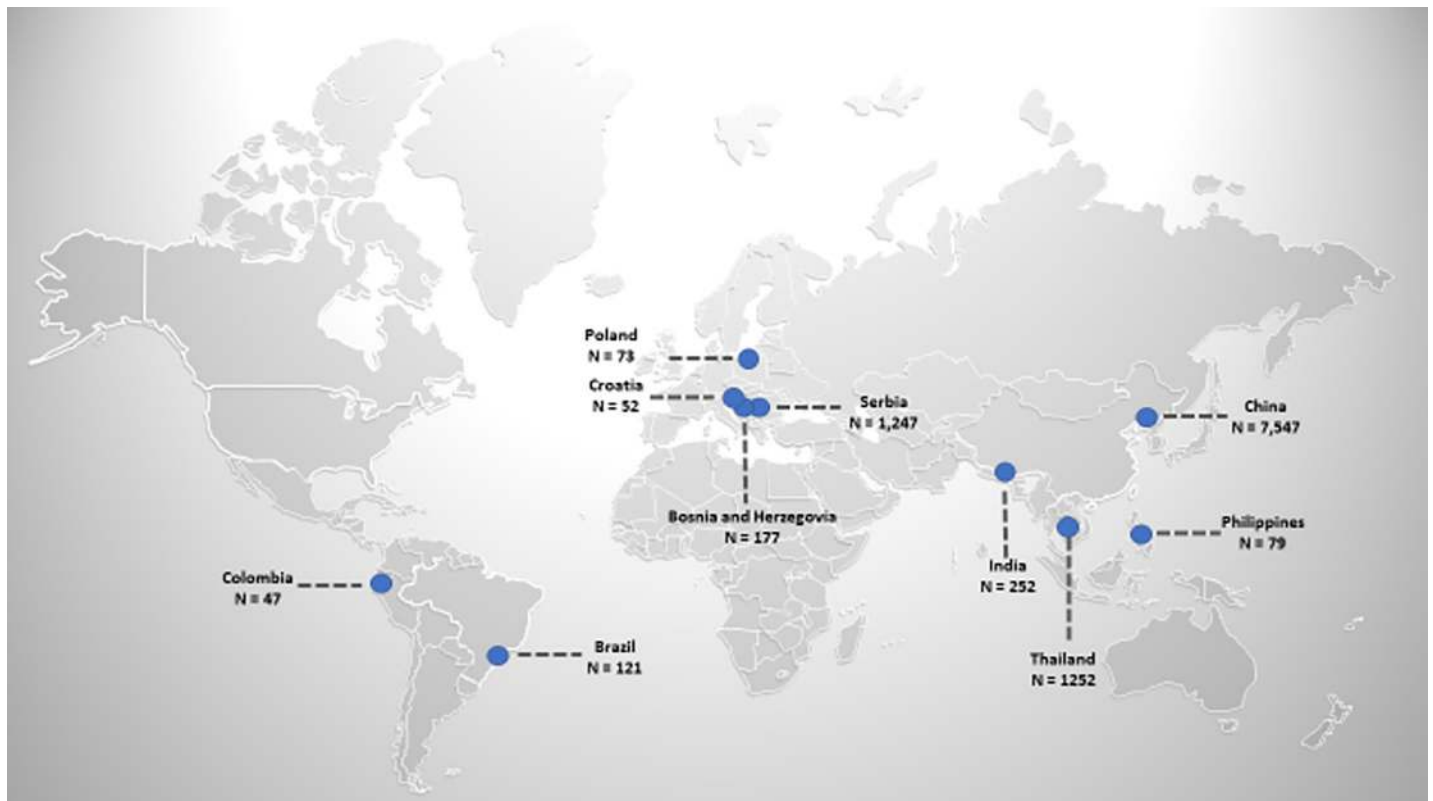 Poland
N = 73
Croatia
N = 52
Serbia
N = 1,247
China
N = 7,547
Bosnia and Herzegovia
N = 177
Philippines
N = 79
India
N = 252
Colombia
N = 47
Brazil
N = 121
Thailand
N = 1252